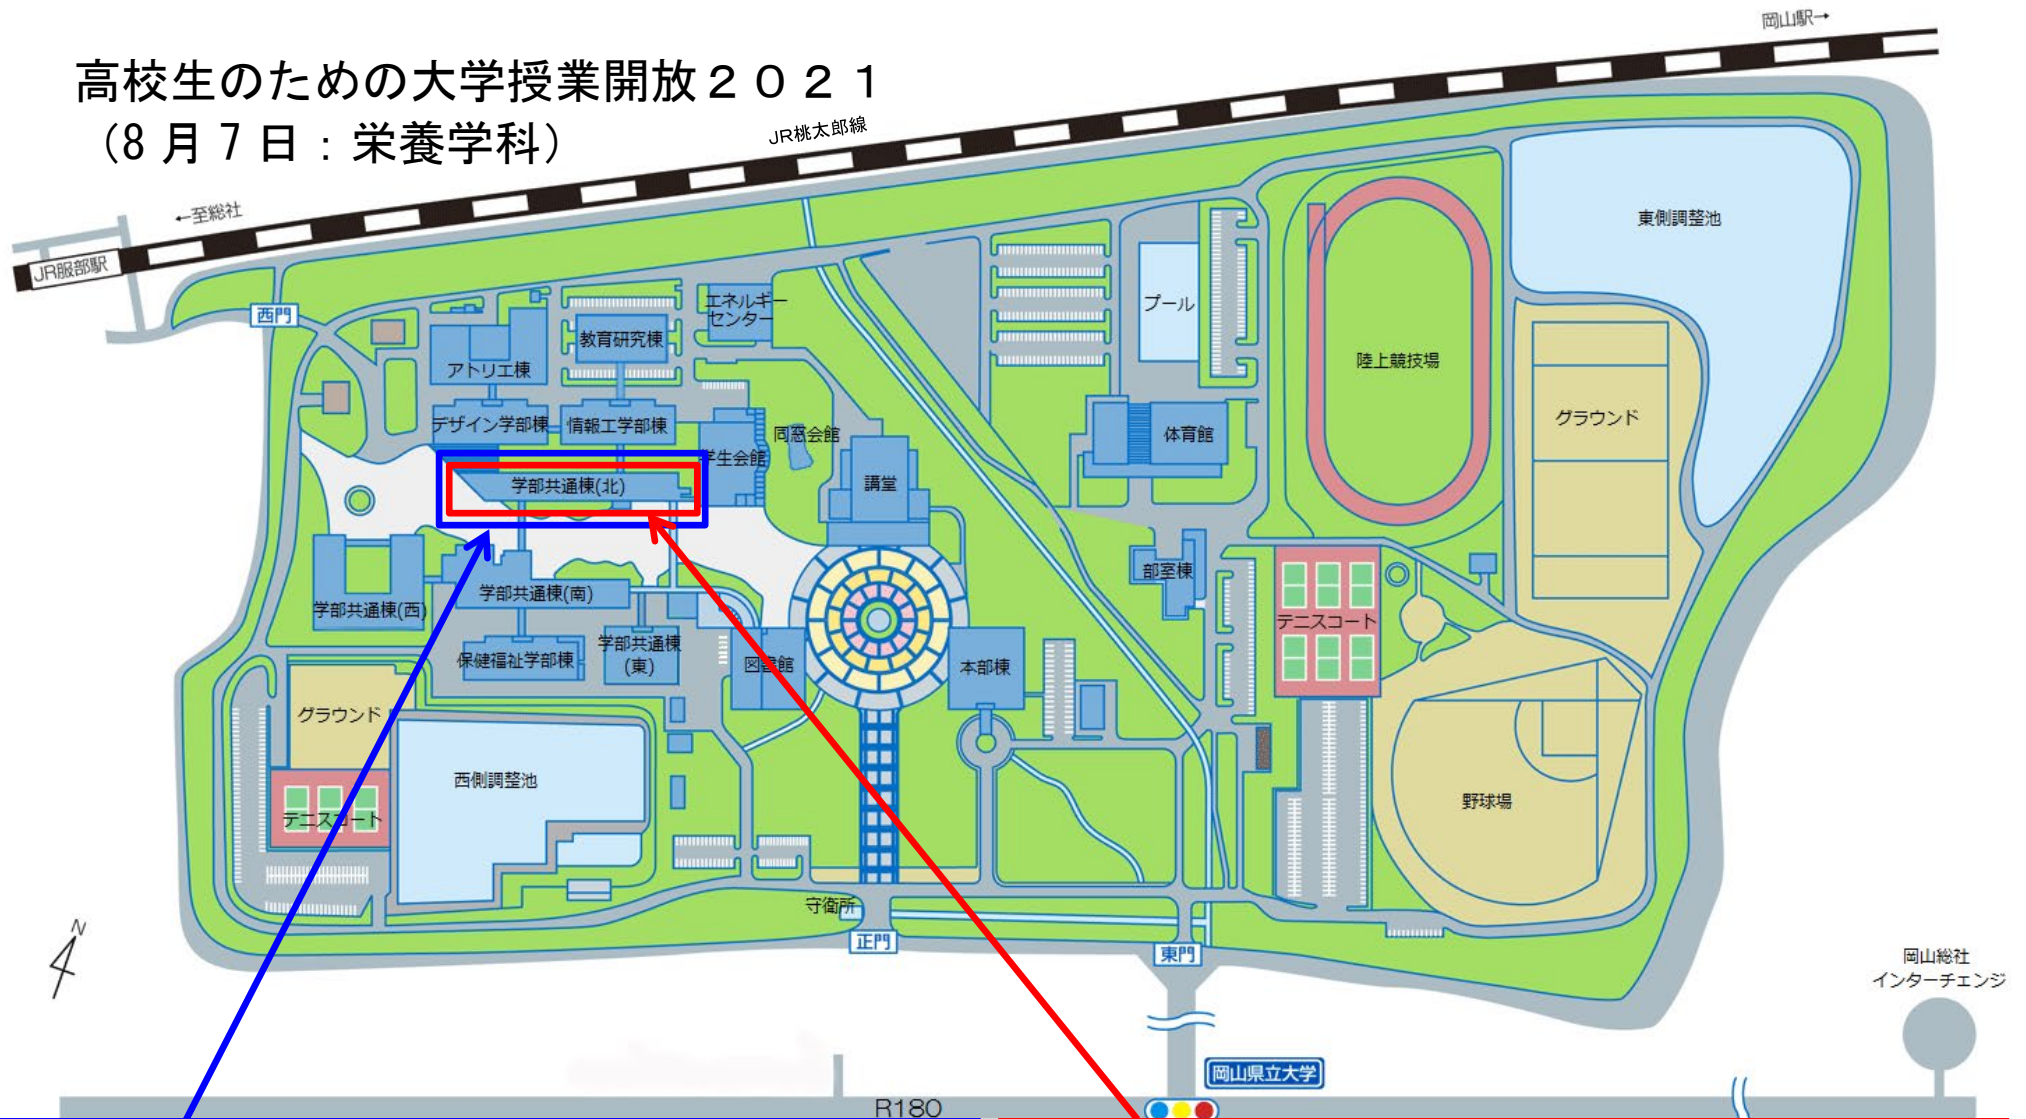 高校生のための大学授業開放２０２１
（8月7日：栄養学科）
岡山駅→
JR桃太郎線
←至総社
JR服部駅
西門
エネルギー
センター
教育研究棟
アトリエ棟
デザイン学部棟
情報工学部棟
学生会館
同窓会館
講堂
プール
体育館
陸上競技場
東側調整池
グラウンド
学部共通棟(北)
学部共通棟(西)
学部共通棟(南)
保健福祉学部棟
学部共通棟
(東)
図書館
本部棟
部室棟
テニスコート
グラウンド
西側調整池
テニスコート
野球場
守衛所
正門
東門
N
岡山総社
インターチェンジ
岡山県立大学
R180